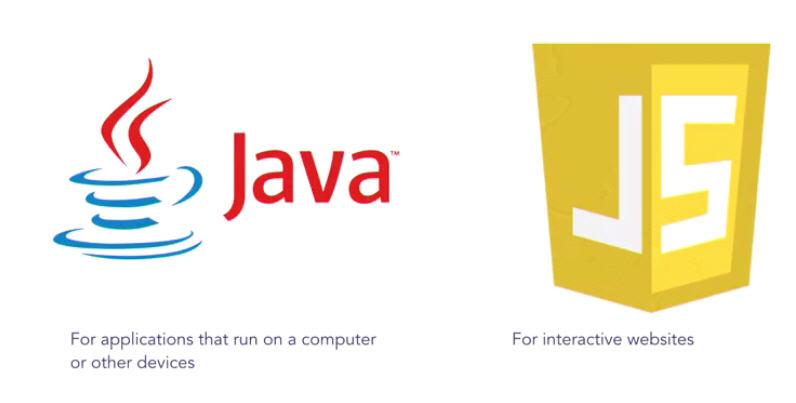 Java™
JS
For applications that run on a computer
or other devices
For interactive websites